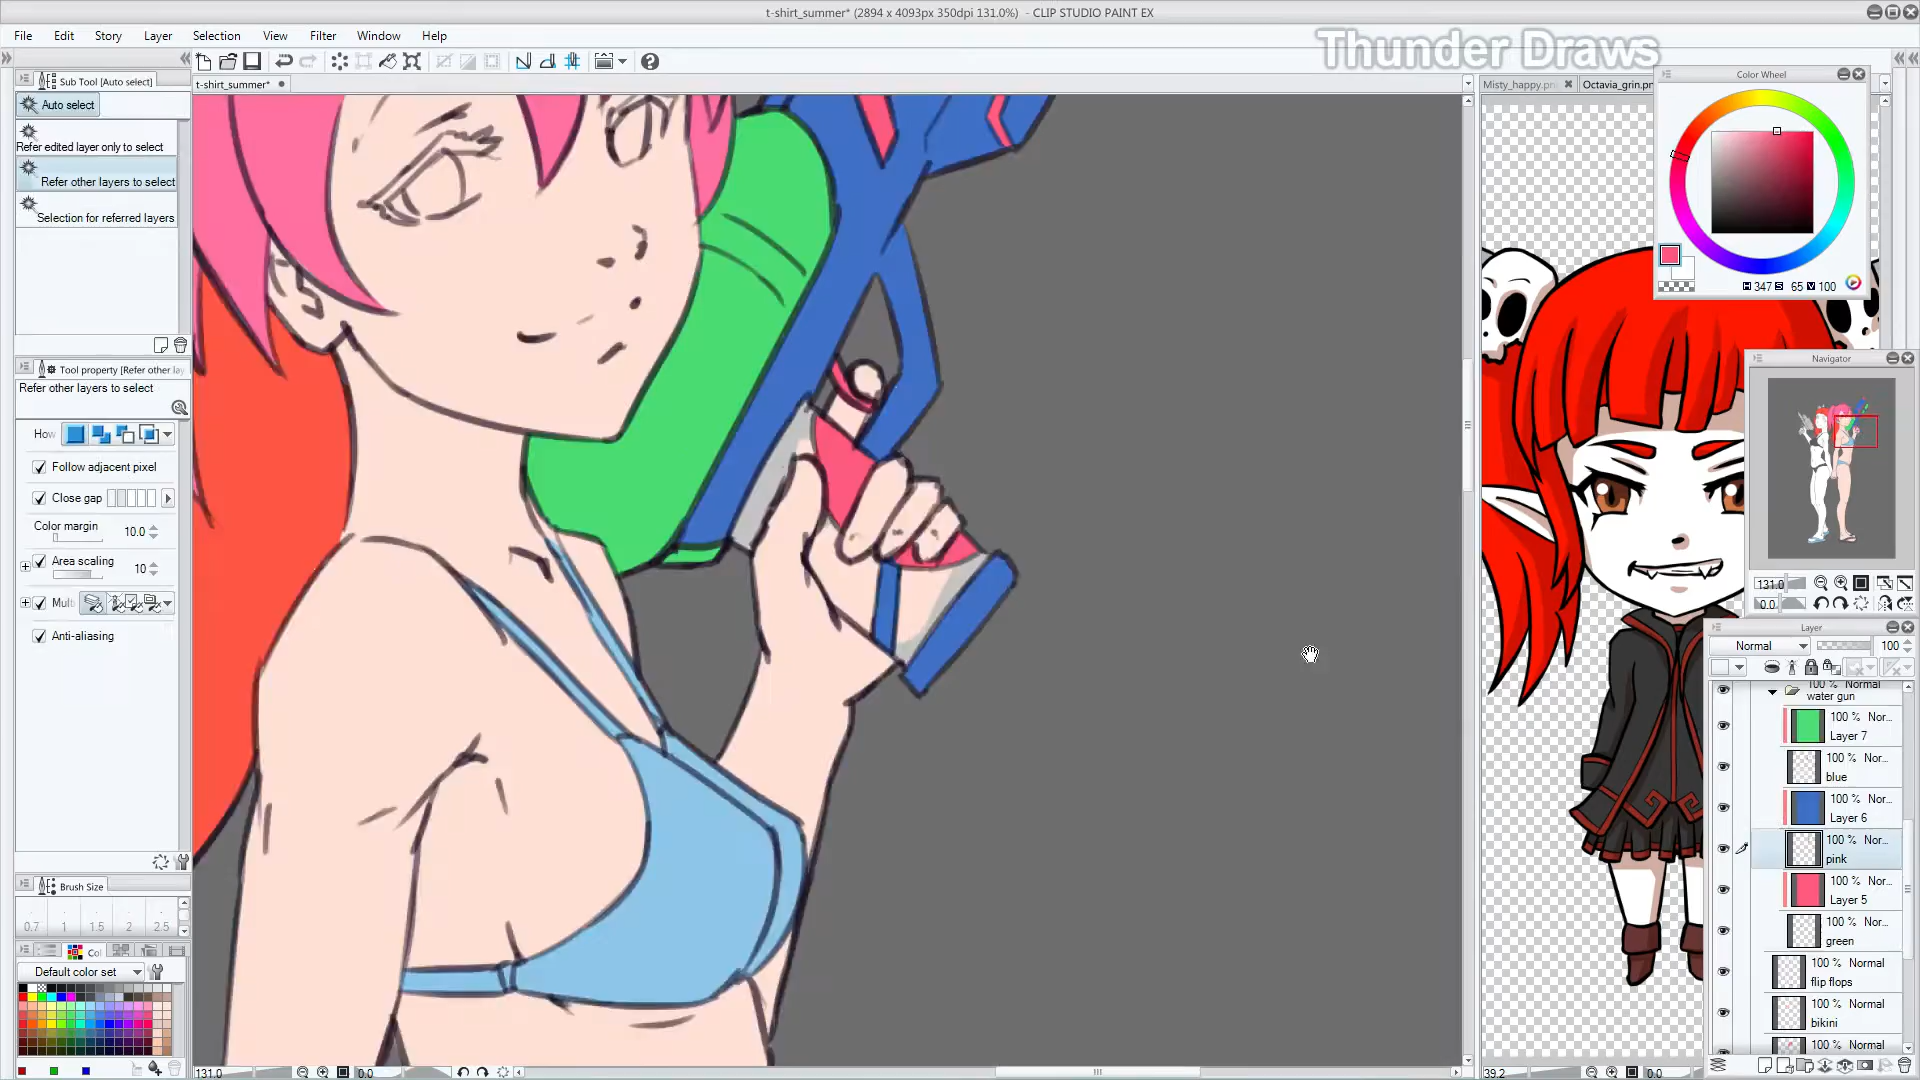 t-shirt_summer* (2894 x 4093px 350dpi 131.0%) - CLIP STUDIO PAINT EX
File Edit Story Layer Selection View Filter Window Help
Thunder Draws
Sub Tool [Auto select]
t-shirt_summer*
Misty_happy.pn
Octavia_grin.pn
Color Wheel
Auto select
Refer edited layer only to select
Refer other layers to select
Selection for referred layers
H 347 S 65 V 100
Navigator
Tool property [Refer other lay
Refer other layers to select
How
Follow adjacent pixel
Close gap
Color margin 10.0
Area scaling 10
Mult
Anti-aliasing
131.0
0.0
Layer
Normal 100
100 % Normal
water gun
100 % Nor...
Layer 7
100 % Nor...
blue
100 % Nor...
Layer 6
100 % Nor...
pink
100 % Nor...
Layer 5
100 % Nor...
green
100 % Normal
flip flops
100 % Normal
bikini
100 % Normal
Brush Size
0.7 1 1.5 2 2.5
Col
Default color set
131.0 0.0
39.2 0.0